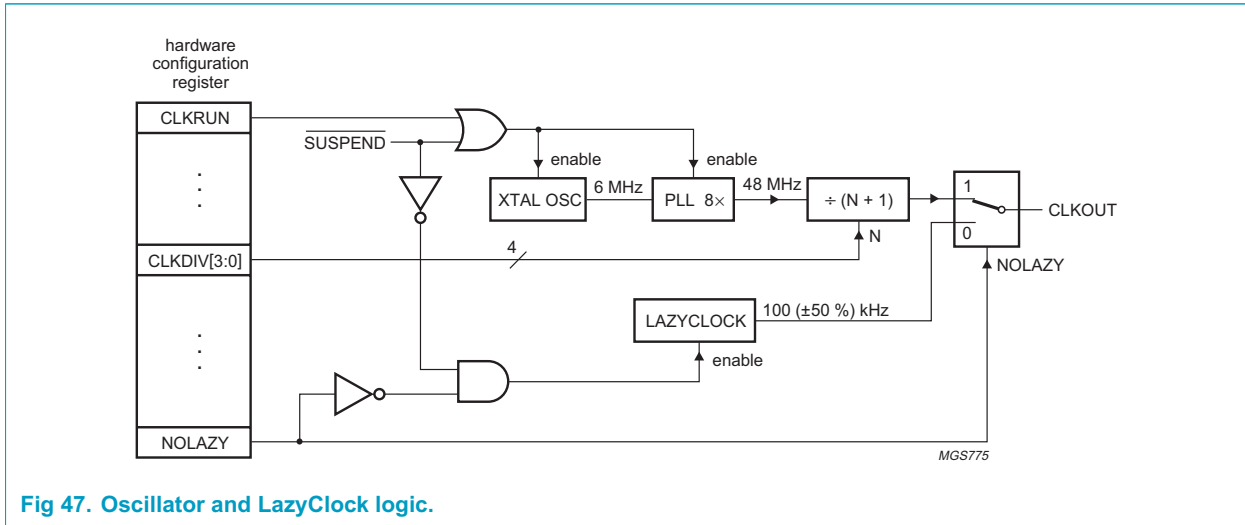 hardware
configuration
register
CLKRUN
SUSPEND
enable
enable
XTAL OSC
6 MHz
PLL 8×
48 MHz
÷ (N + 1)
1
0
CLKOUT
N
NOLAZY
CLKDIV[3:0]
4
LAZYCLOCK
100 (±50 %) kHz
enable
NOLAZY
MGS775
Fig 47. Oscillator and LazyClock logic.